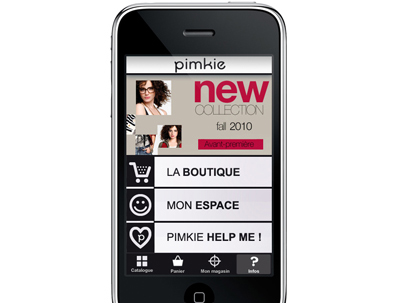 pimkie
new
COLLECTION
fall 2010
Avant-première
LA BOUTIQUE
MON ESPACE
PIMKIE HELP ME !
Catalogue Panier Mon magasin ? Infos